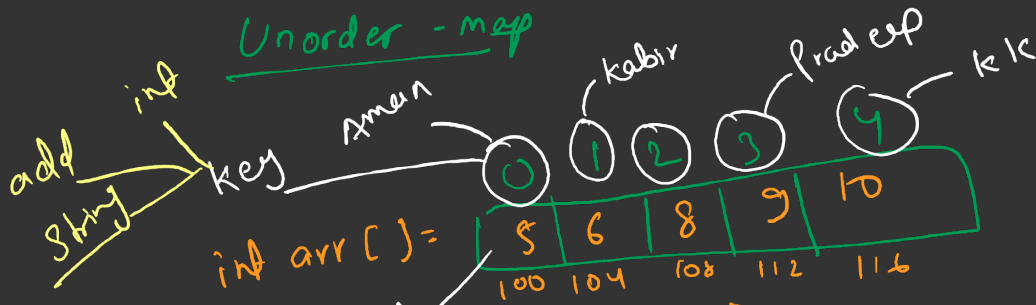 Unorder - map
int
add
String
key
Aman
Kabir
Pradeep
KK
0 1 2 3 4
int arr [ ] = 5 6 8 9 10
100 104 108 112 116